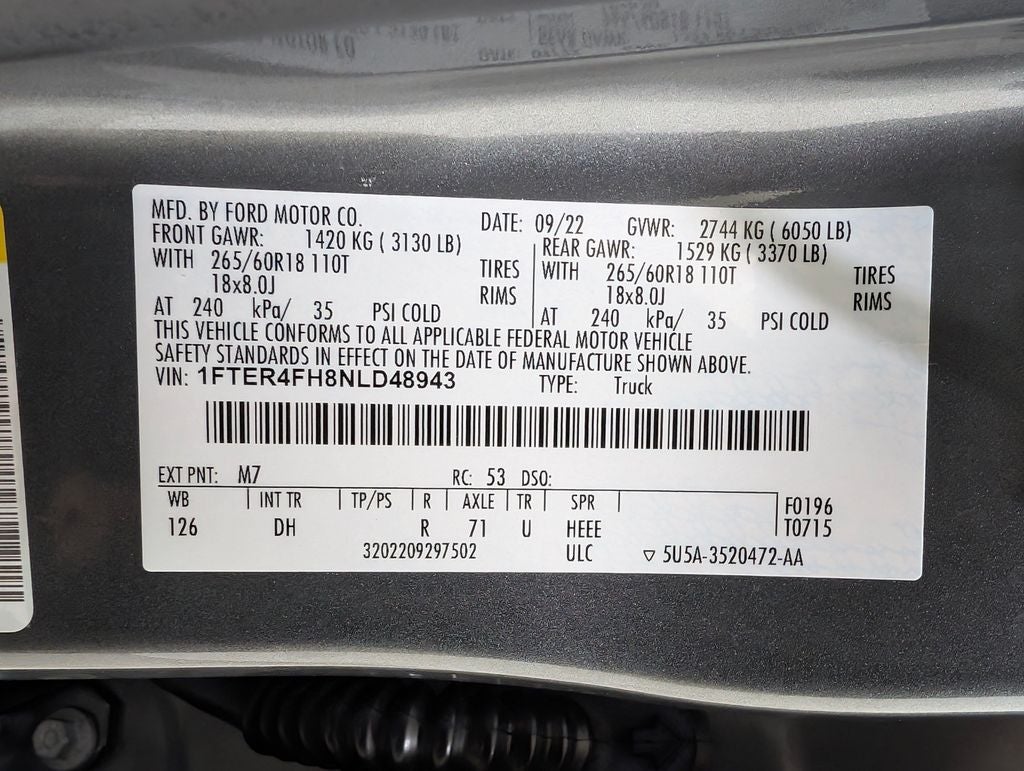 MFD. BY FORD MOTOR CO. DATE: 09/22 GVWR: 2744 KG ( 6050 LB)
FRONT GAWR: 1420 KG ( 3130 LB) REAR GAWR: 1529 KG ( 3370 LB)
WITH 265/60R18 110T TIRES WITH 265/60R18 110T TIRES
18x8.0J RIMS 18x8.0J RIMS
AT 240 kPa/ 35 PSI COLD AT 240 kPa/ 35 PSI COLD
THIS VEHICLE CONFORMS TO ALL APPLICABLE FEDERAL MOTOR VEHICLE
SAFETY STANDARDS IN EFFECT ON THE DATE OF MANUFACTURE SHOWN ABOVE.
VIN: 1FTER4FH8NLD48943 TYPE: Truck
EXT PNT: M7 RC: 53 DSO:
WB INT TR TP/PS R AXLE TR SPR F0196
126 DH R 71 U HEEE T0715
3202209297502 ULC ▽ 5U5A-3520472-AA